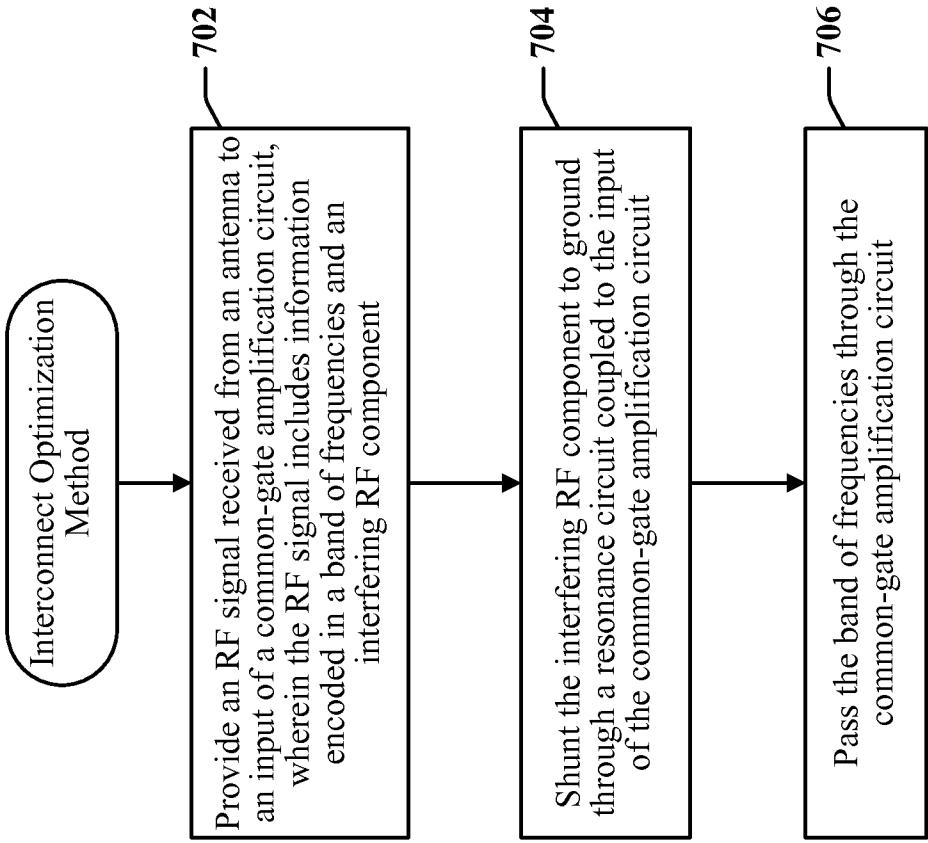 Interconnect Optimization
Method
702
Provide an RF signal received from an antenna to
an input of a common-gate amplification circuit,
wherein the RF signal includes information
encoded in a band of frequencies and an
interfering RF component
704
Shunt the interfering RF component to ground
through a resonance circuit coupled to the input
of the common-gate amplification circuit
706
Pass the band of frequencies through the
common-gate amplification circuit